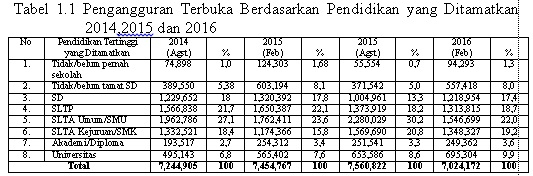 Tabel 1.1 Pengangguran Terbuka Berdasarkan Pendidikan yang Ditamatkan
2014,2015 dan 2016
No Pendidikan Tertinggi yang Ditamatkan 2014 (Agst) % 2015 (Feb) % 2015 (Agst) % 2016 (Feb) %
1. Tidak/belum pernah sekolah 74,898 1,0 124,303 1,68 55,554 0,7 94,293 1,3
2. Tidak/belum tamat SD 389,550 5,38 603,194 8,1 371,542 5,0 557,418 8,0
3. SD 1,229,652 18 1,320,392 17,8 1,004,961 13,3 1,218,954 17,4
4. SLTP 1,566,838 21,7 1,650,387 22,1 1,373,919 18,2 1,313,815 18,7
5. SLTA Umum/SMU 1,962,786 27,1 1,762,411 23,6 2,280,029 30,2 1,546,699 22,0
6. SLTA Kejuruan/SMK 1,332,521 18,4 1,174,366 15,8 1,569,690 20,8 1,348,327 19,2
7. Akademi/Diploma 193,517 2,7 254,312 3,4 251,541 3,3 249,362 3,6
8. Universitas 495,143 6,8 565,402 7,6 653,586 8,6 695,304 9,9
Total 7,244,905 100 7,454,767 100 7,560,822 100 7,024,172 100